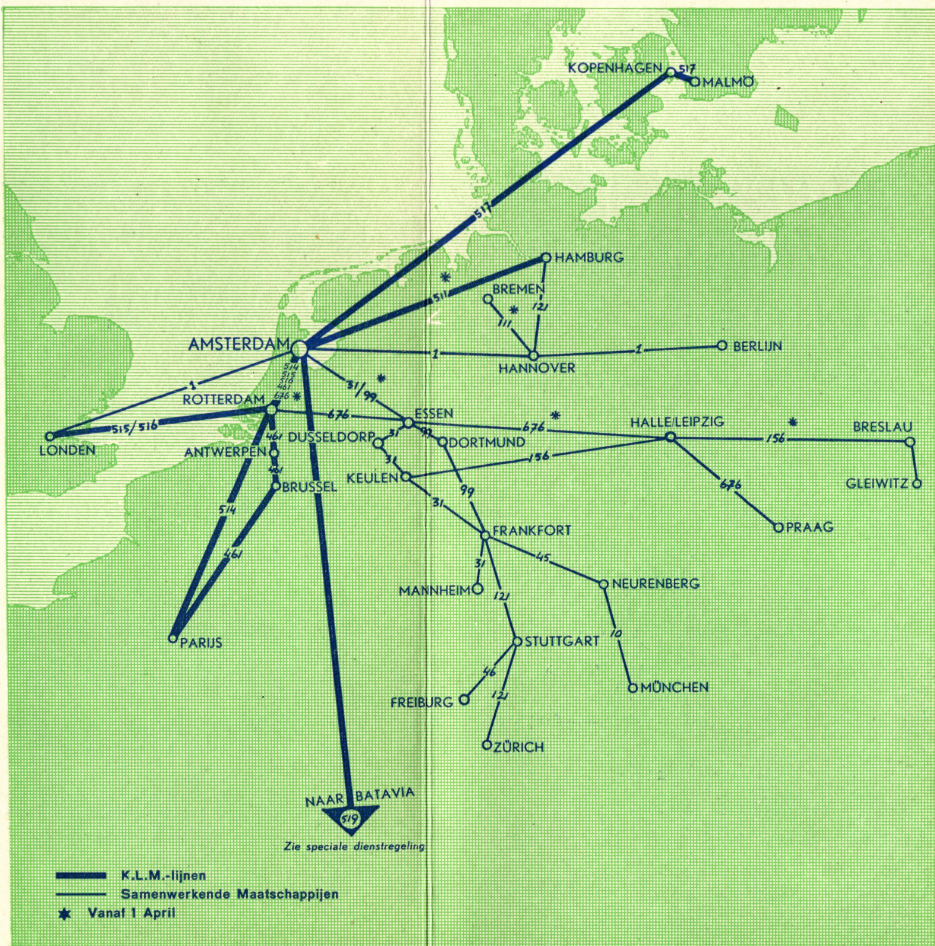 KOPENHAGEN
517
MALMÖ
517
HAMBURG
511 *
BREMEN
111 *
121
AMSTERDAM
1
1
BERLIJN
HANNOVER
514
515
516
461
676 *
1
31/99 *
ROTTERDAM
676
ESSEN
676 *
HALLE/LEIPZIG
156 *
BRESLAU
515/516
LONDEN
461
DUSSELDORP
31
99
DORTMUND
ANTWERPEN
461
31
156
KEULEN
GLEIWITZ
BRUSSEL
99
676
514
31
PRAAG
461
FRANKFORT
45
31
MANNHEIM
NEURENBERG
121
PARIJS
STUTTGART
10
46
MÜNCHEN
FREIBURG
121
ZÜRICH
NAAR BATAVIA
519
Zie speciale dienstregeling
K.L.M.-lijnen
Samenwerkende Maatschappijen
* Vanaf 1 April